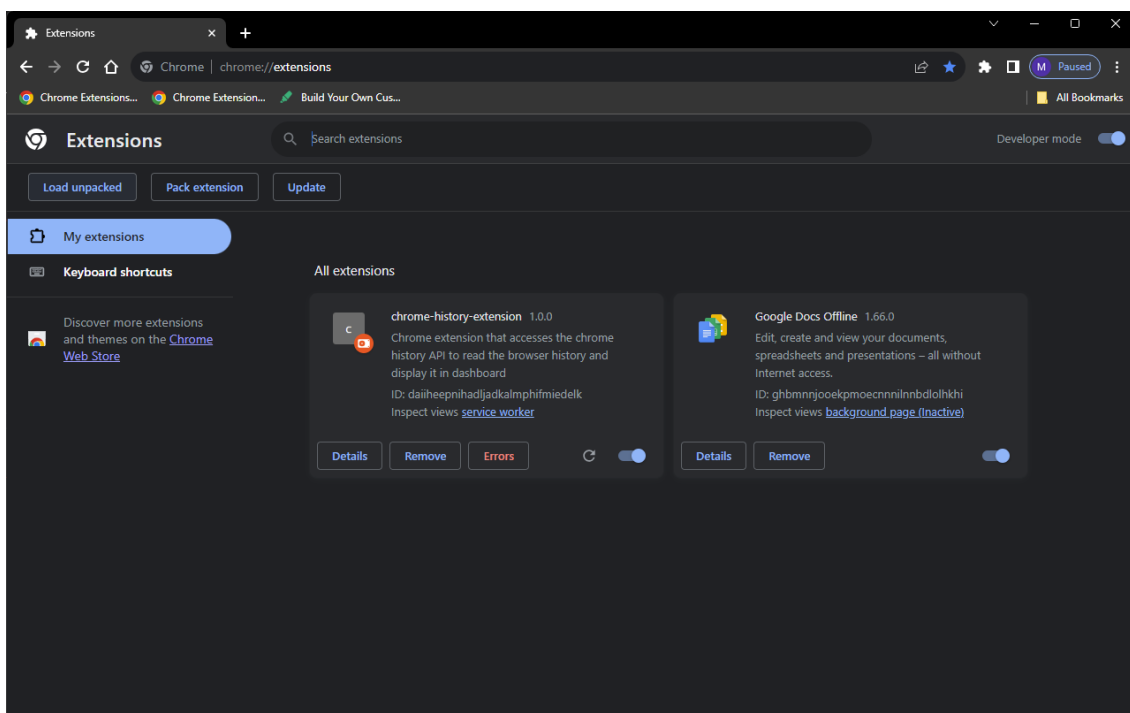 Extensions
Chrome | chrome://extensions
M Paused
Chrome Extensions...
Chrome Extension...
Build Your Own Cus...
All Bookmarks
Extensions
Search extensions
Developer mode
Load unpacked
Pack extension
Update
My extensions
Keyboard shortcuts
Discover more extensions
and themes on the Chrome
Web Store
All extensions
C
chrome-history-extension 1.0.0
Chrome extension that accesses the chrome
history API to read the browser history and
display it in dashboard
ID: daiiheepnihadljadkalmphifmiedelk
Inspect views service worker
Details
Remove
Errors
Google Docs Offline 1.66.0
Edit, create and view your documents,
spreadsheets and presentations – all without
Internet access.
ID: ghbmnnjooekpmoecnnnilnnbdlolhkhi
Inspect views background page (Inactive)
Details
Remove